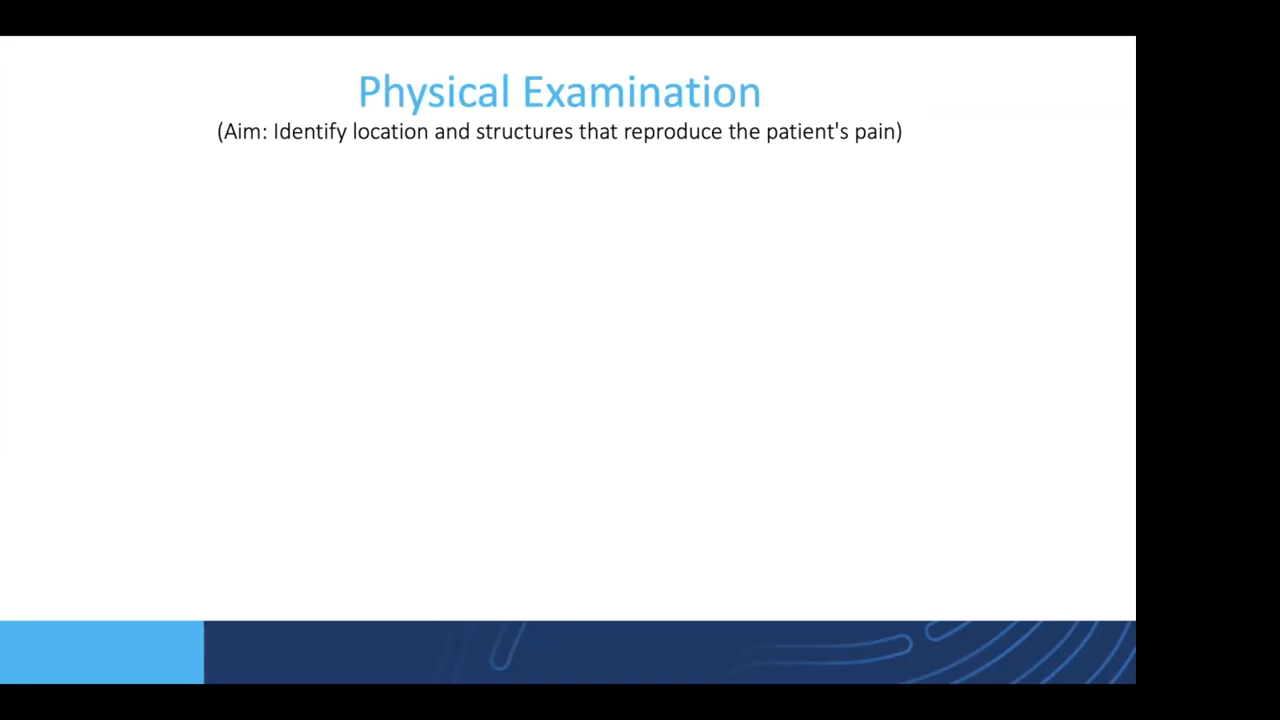 Physical Examination
(Aim: Identify location and structures that reproduce the patient's pain)